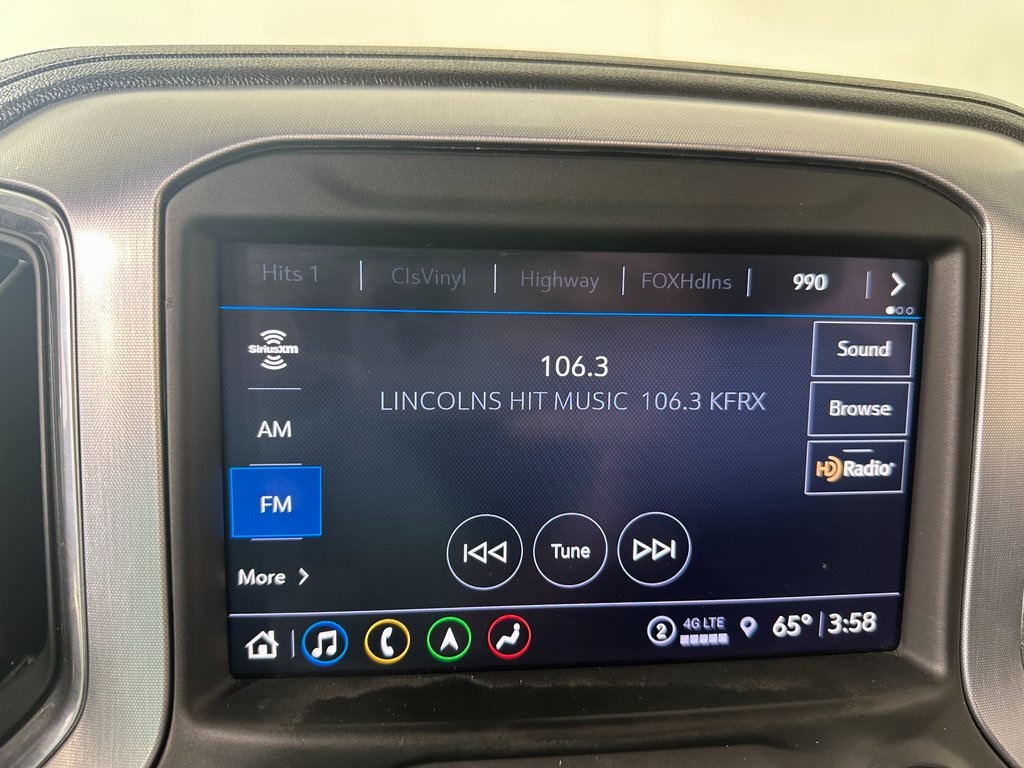 Hits 1
ClsVinyl
Highway
FOXHdlns
990
SiriusXM
AM
FM
More
106.3
LINCOLNS HIT MUSIC 106.3 KFRX
Tune
Sound
Browse
HD Radio
2
4G LTE
65°
3:58